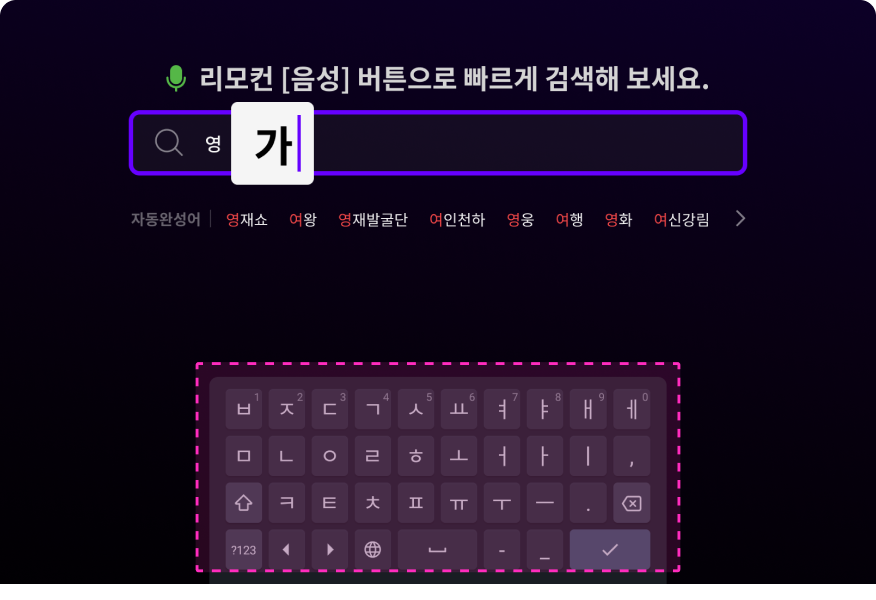 리모컨 [음성] 버튼으로 빠르게 검색해 보세요.
영 가
자동완성어 영재쇼 여왕 영재발굴단 여인천하 영웅 여행 영화 여신강림
ㅂ 1 ㅈ 2 ㄷ 3 ㄱ 4 ㅅ 5 ㅛ 6 ㅕ 7 ㅑ 8 ㅐ 9 ㅔ 0
ㅁ ㄴ ㅇ ㄹ ㅎ ㅗ ㅓ ㅏ ㅣ ,
ㅋ ㅌ ㅊ ㅍ ㅠ ㅜ ㅡ .
?123 - _